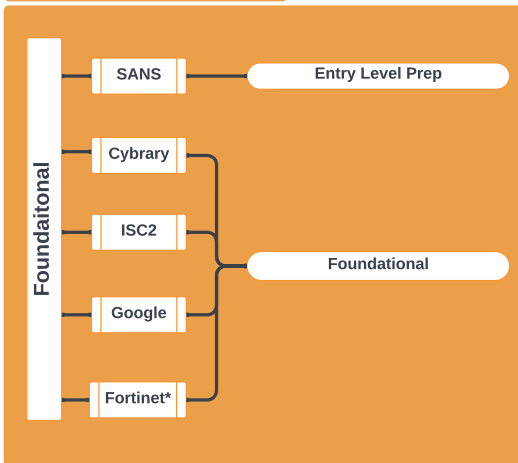 Foundaitonal
SANS
Entry Level Prep
Cybrary
ISC2
Foundational
Google
Fortinet*